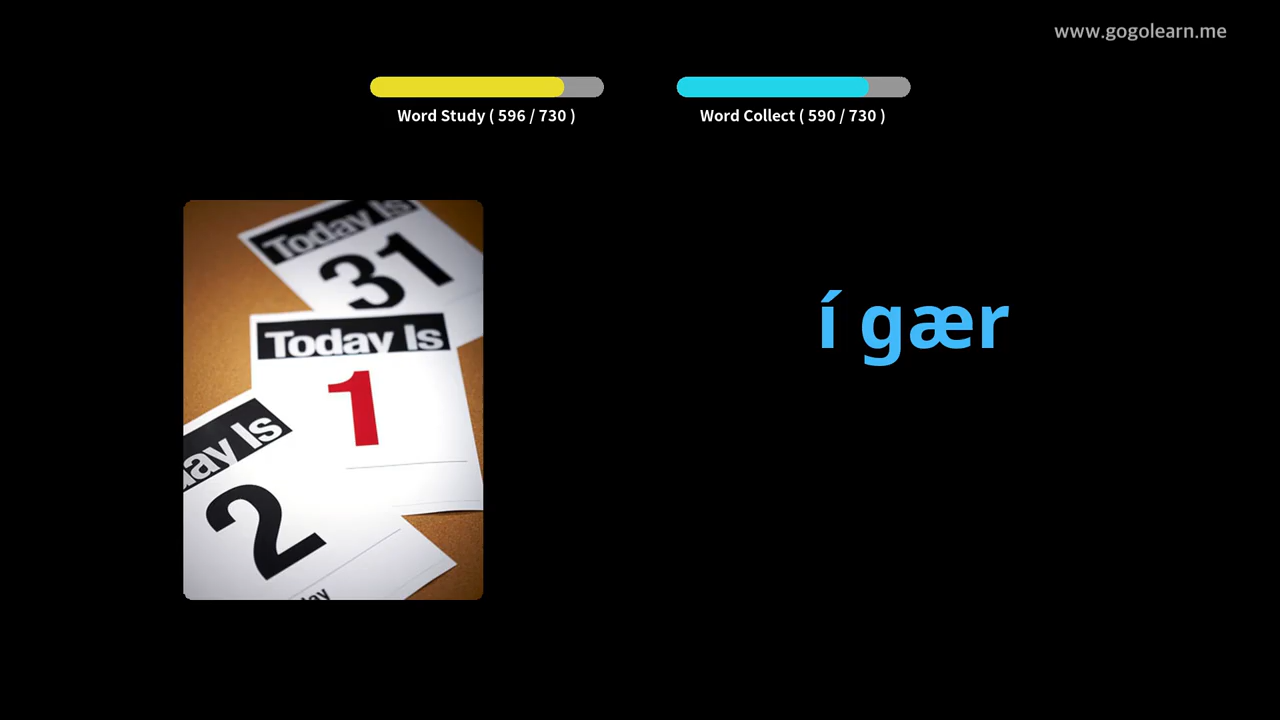 www.gogolearn.me
Word Study ( 596 / 730 )
Word Collect ( 590 / 730 )
Today Is
31
Today Is
1
ay Is
2
ay
í gær